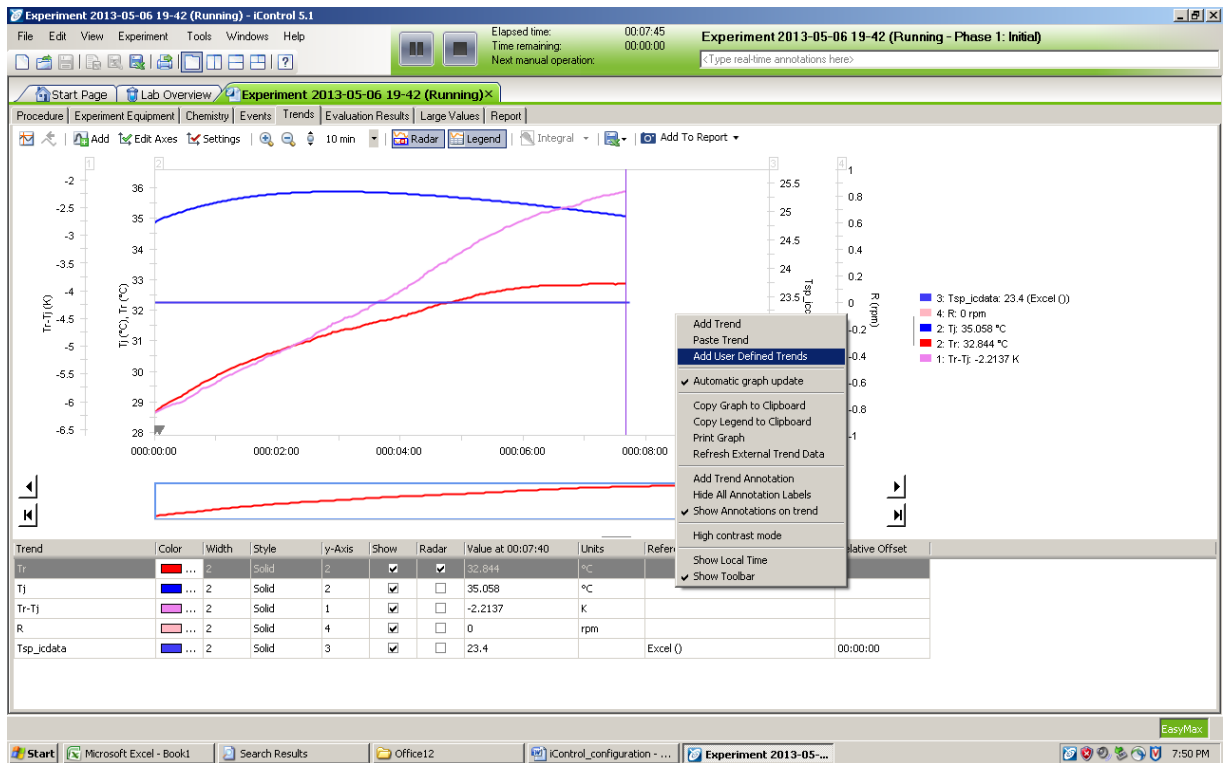 Experiment 2013-05-06 19-42 (Running) - iControl 5.1
File Edit View Experiment Tools Windows Help
Elapsed time: 00:07:45
Time remaining: 00:00:00
Next manual operation:
Experiment 2013-05-06 19-42 (Running - Phase 1: Initial)
<Type real-time annotations here>
Start Page Lab Overview Experiment 2013-05-06 19-42 (Running)
Procedure Experiment Equipment Chemistry Events Trends Evaluation Results Large Values Report
Add Edit Axes Settings 10 min Radar Legend Integral Add To Report
1 2 3 4
-2
-2.5
-3
-3.5
-4
-4.5
-5
-5.5
-6
-6.5
Tr-Tj (K)
36
35
34
33
32
31
30
29
28
Tj (°C), Tr (°C)
25.5
25
24.5
24
23.5
1
0.8
0.6
0.4
0.2
0
-0.2
-0.4
-0.6
-0.8
-1
R (rpm)
000:00:00 000:02:00 000:04:00 000:06:00 000:08:00
3: Tsp_icdata: 23.4 (Excel ())
4: R: 0 rpm
2: Tj: 35.058 °C
2: Tr: 32.844 °C
1: Tr-Tj: -2.2137 K
Add Trend
Paste Trend
Add User Defined Trends
Automatic graph update
Copy Graph to Clipboard
Copy Legend to Clipboard
Print Graph
Refresh External Trend Data
Add Trend Annotation
Hide All Annotation Labels
Show Annotations on trend
High contrast mode
Show Local Time
Show Toolbar
Trend Color Width Style y-Axis Show Radar Value at 00:07:40 Units Offset
Tr ... 2 Solid 2 32.844 °C
Tj ... 2 Solid 2 35.058 °C
Tr-Tj ... 2 Solid 1 -2.2137 K
R ... 2 Solid 4 0 rpm
Tsp_icdata ... 2 Solid 3 23.4 Excel () 00:00:00
EasyMax
Start Microsoft Excel - Book1 Search Results Office12 iControl_configuration - ... Experiment 2013-05-... 7:50 PM